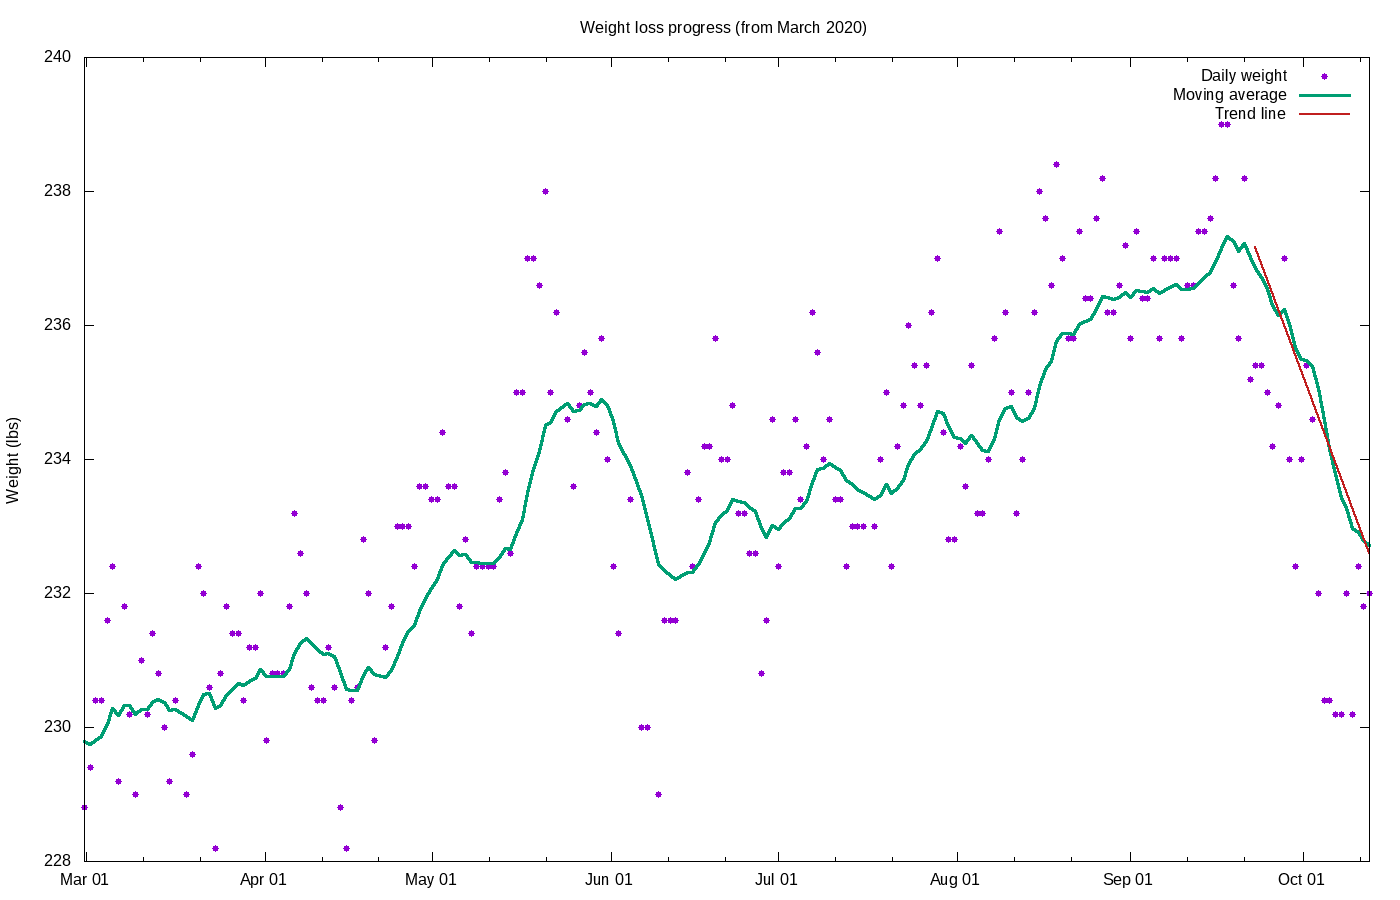 Weight loss progress (from March 2020)
Daily weight
Moving average
Trend line
Weight (lbs)
240
238
236
234
232
230
228
Mar 01 Apr 01 May 01 Jun 01 Jul 01 Aug 01 Sep 01 Oct 01